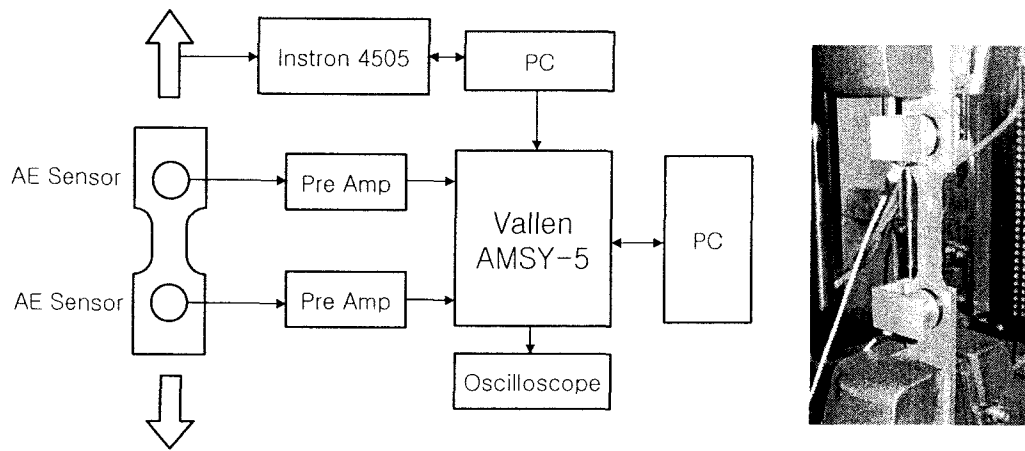 Instron 4505
PC
AE Sensor
Pre Amp
Vallen
AMSY-5
PC
AE Sensor
Pre Amp
Oscilloscope